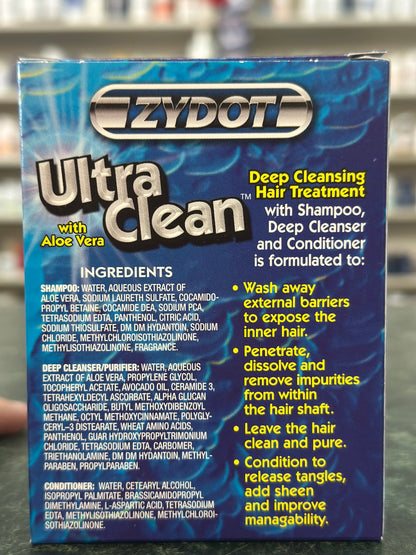 ZYDOT
Ultra
Clean™
with
Aloe Vera
Deep Cleansing
Hair Treatment
with Shampoo,
Deep Cleanser
and Conditioner
is formulated to:
• Wash away
external barriers
to expose the
inner hair.
• Penetrate,
dissolve and
remove impurities
from within
the hair shaft.
• Leave the hair
clean and pure.
• Condition to
release tangles,
add sheen
and improve
managability.
INGREDIENTS
SHAMPOO: WATER, AQUEOUS EXTRACT OF
ALOE VERA, SODIUM LAURETH SULFATE, COCAMIDO-
PROPYL BETAINE, COCAMIDE DEA, SODIUM PCA,
TETRASODIUM EDTA, PANTHENOL, CITRIC ACID,
SODIUM THIOSULFATE, DM DM HYDANTOIN, SODIUM
CHLORIDE, METHYLCHLOROISOTHIAZOLINONE,
METHYLISOTHIAZOLINONE, FRAGRANCE.
DEEP CLEANSER/PURIFIER: WATER, AQUEOUS
EXTRACT OF ALOE VERA, PROPYLENE GLYCOL,
TOCOPHERYL ACETATE, AVOCADO OIL, CERAMIDE 3,
TETRAHEXYLDECYL ASCORBATE, ALPHA GLUCAN
OLIGOSACCHARIDE, BUTYL METHOXYDIBENZOYL
METHANE, OCTYL METHOXYCINNAMATE, POLYGLY-
CERYL–3 DISTEARATE, WHEAT AMINO ACIDS,
PANTHENOL, GUAR HYDROXYPROPYLTRIMONIUM
CHLORIDE, TETRASODIUM EDTA, CARBOMER,
TRIETHANOLAMINE, DM DM HYDANTOIN, METHYL-
PARABEN, PROPYLPARABEN.
CONDITIONER: WATER, CETEARYL ALCOHOL,
ISOPROPYL PALMITATE, BRASSICAMIDOPROPYL
DIMETHYLAMINE, L-ASPARTIC ACID, TETRASODIUM
EDTA, METHYLISOTHIAZOLINONE, METHYLCHLOROI-
SOTHIAZOLINONE.